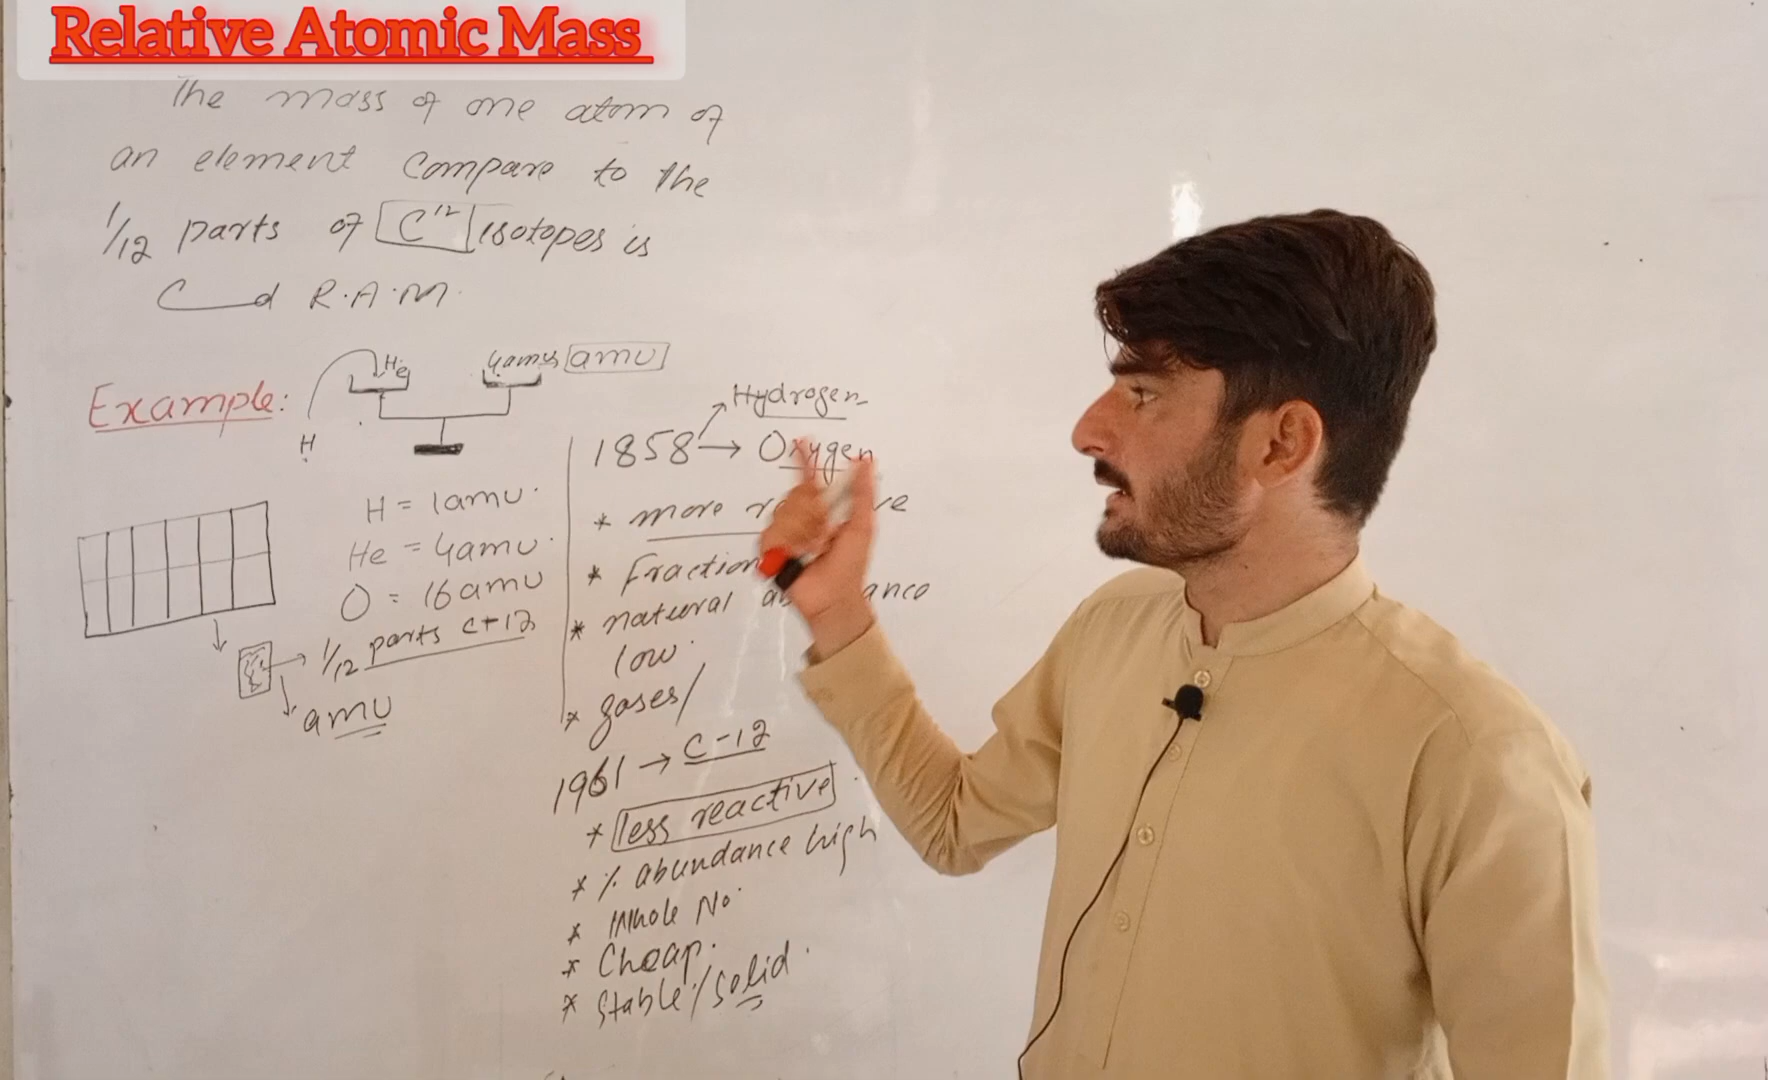 Relative Atomic Mass
The mass of one atom of
an element compare to the
1/12 parts of C¹² isotopes is
C d R.A.M.
Example:
H
He
4amus amu
H = 1amu.
He = 4amu.
O = 16amu
1/12 parts C-12
amu
Hydrogen
1858 → Oxygen
* more
* Fraction
* natural
low.
* gases/
1961 → C-12
* less reactive
* % abundance high
* Whole No.
* Cheap.
* Stable/Solid.